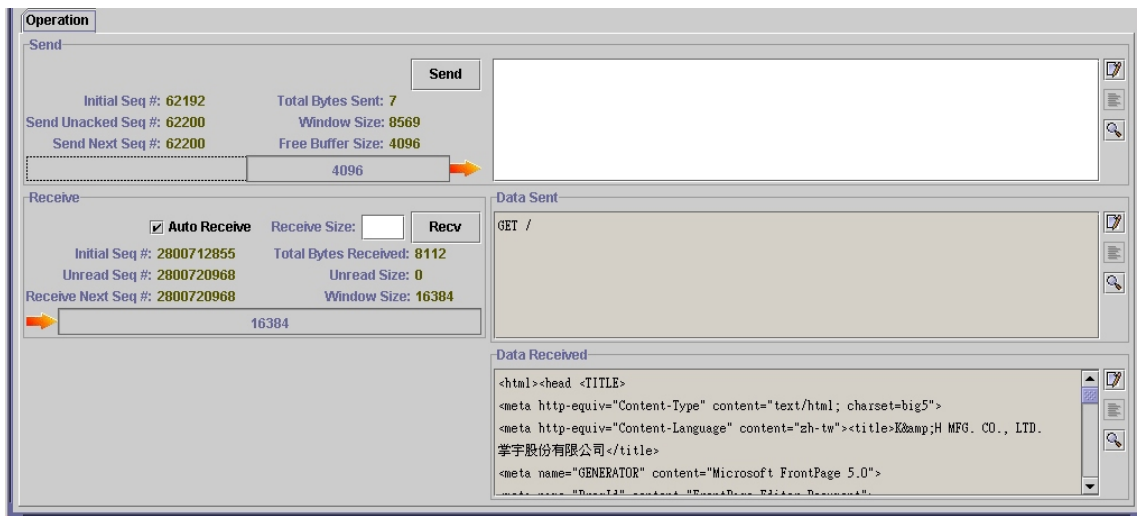 Operation
Send
Send
Initial Seq #: 62192 Total Bytes Sent: 7
Send Unacked Seq #: 62200 Window Size: 8569
Send Next Seq #: 62200 Free Buffer Size: 4096
4096
Receive
Auto Receive Receive Size: Recv
Initial Seq #: 2800712855 Total Bytes Received: 8112
Unread Seq #: 2800720968 Unread Size: 0
Receive Next Seq #: 2800720968 Window Size: 16384
16384
Data Sent
GET /
Data Received
<html><head <TITLE>
<meta http-equiv="Content-Type" content="text/html; charset=big5">
<meta http-equiv="Content-Language" content="zh-tw"><title>K&amp;H MFG. CO., LTD.
掌宇股份有限公司</title>
<meta name="GENERATOR" content="Microsoft FrontPage 5.0">